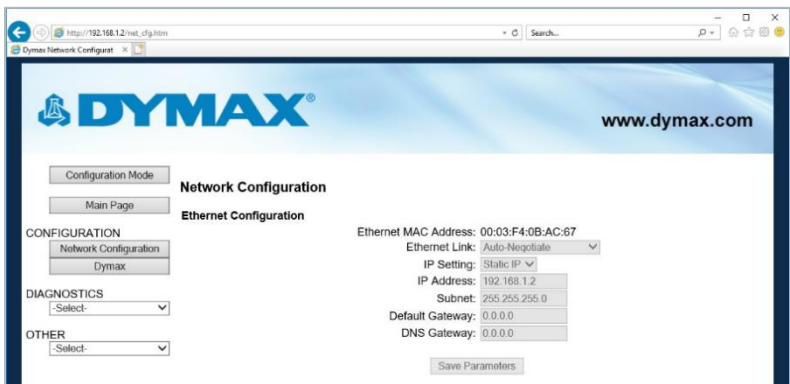 http://192.168.1.2/net_cfg.htm
Search...
Dymax Network Configurat
DYMAX®
www.dymax.com
Configuration Mode
Main Page
CONFIGURATION
Network Configuration
Dymax
DIAGNOSTICS
-Select-
OTHER
-Select-
Network Configuration
Ethernet Configuration
Ethernet MAC Address: 00:03:F4:0B:AC:67
Ethernet Link: Auto-Negotiate
IP Setting: Static IP
IP Address: 192.168.1.2
Subnet: 255.255.255.0
Default Gateway: 0.0.0.0
DNS Gateway: 0.0.0.0
Save Parameters